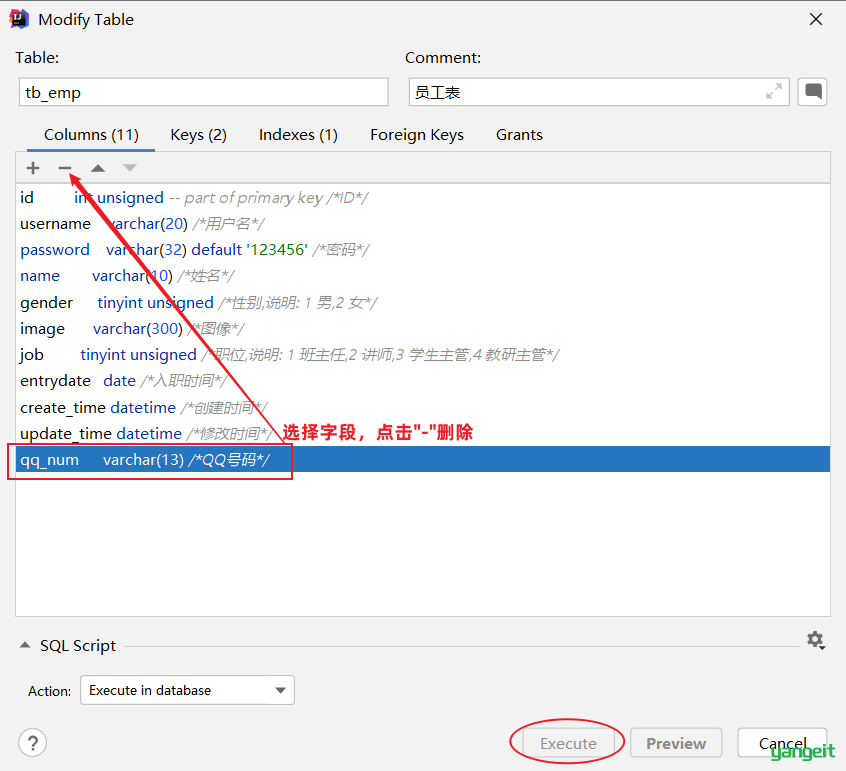 Modify Table
Table:
Comment:
tb_emp
员工表
Columns (11) Keys (2) Indexes (1) Foreign Keys Grants
id int unsigned -- part of primary key /*ID*/
username varchar(20) /*用户名*/
password varchar(32) default '123456' /*密码*/
name varchar(10) /*姓名*/
gender tinyint unsigned /*性别,说明: 1 男,2 女*/
image varchar(300) /*图像*/
job tinyint unsigned /*职位,说明: 1 班主任,2 讲师,3 学生主管,4 教研主管*/
entrydate date /*入职时间*/
create_time datetime /*创建时间*/
update_time datetime /*修改时间*/
选择字段，点击"-"删除
qq_num varchar(13) /*QQ号码*/
SQL Script
Action: Execute in database
? Execute Preview Cancel
yangeit